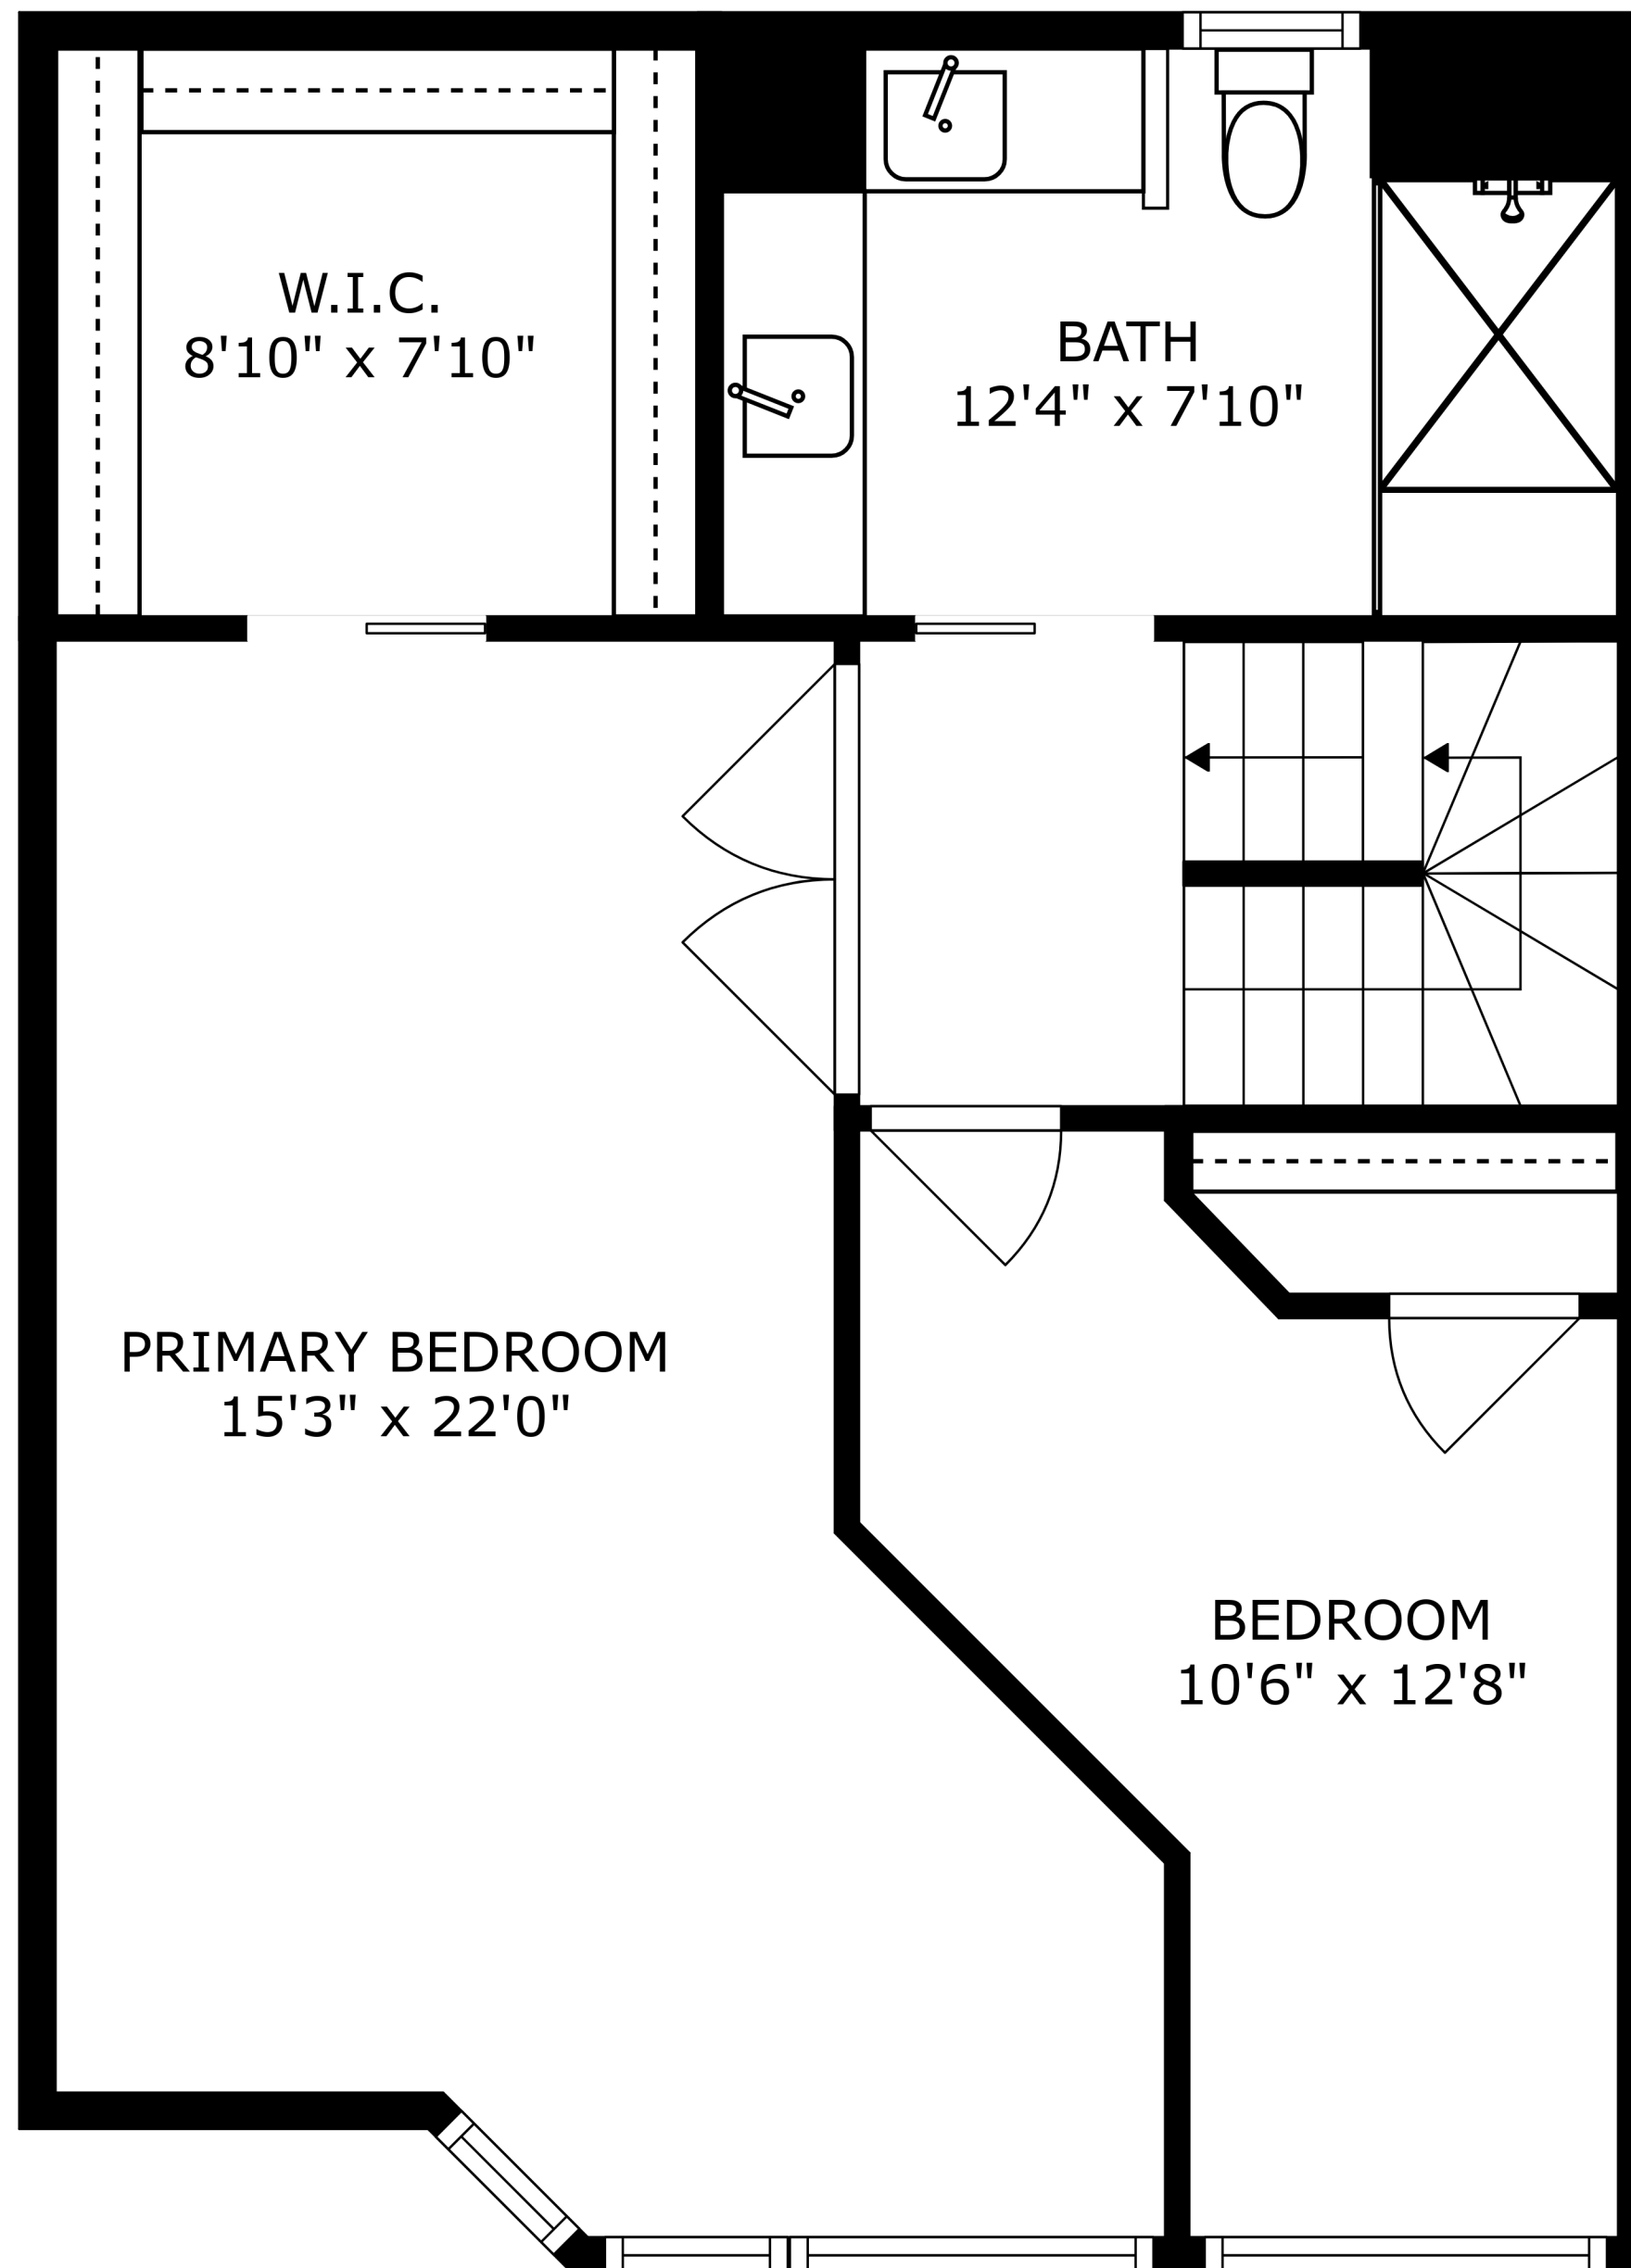 W.I.C.
8'10" x 7'10"
BATH
12'4" x 7'10"
PRIMARY BEDROOM
15'3" x 22'0"
BEDROOM
10'6" x 12'8"